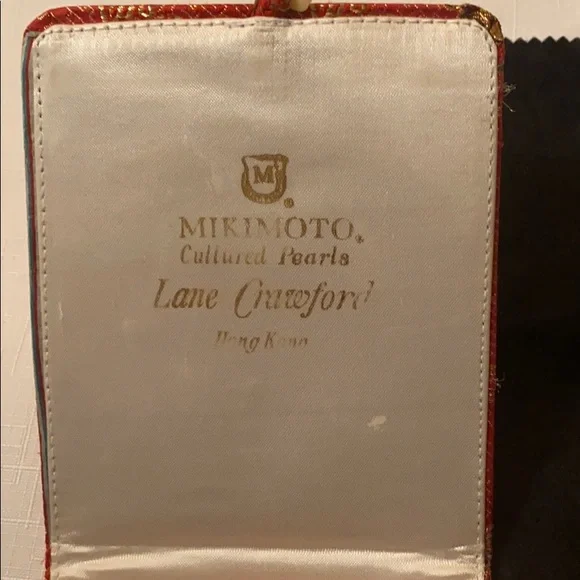 M
MIKIMOTO®
Cultured Pearls
Lane Crawford
Hong Kong